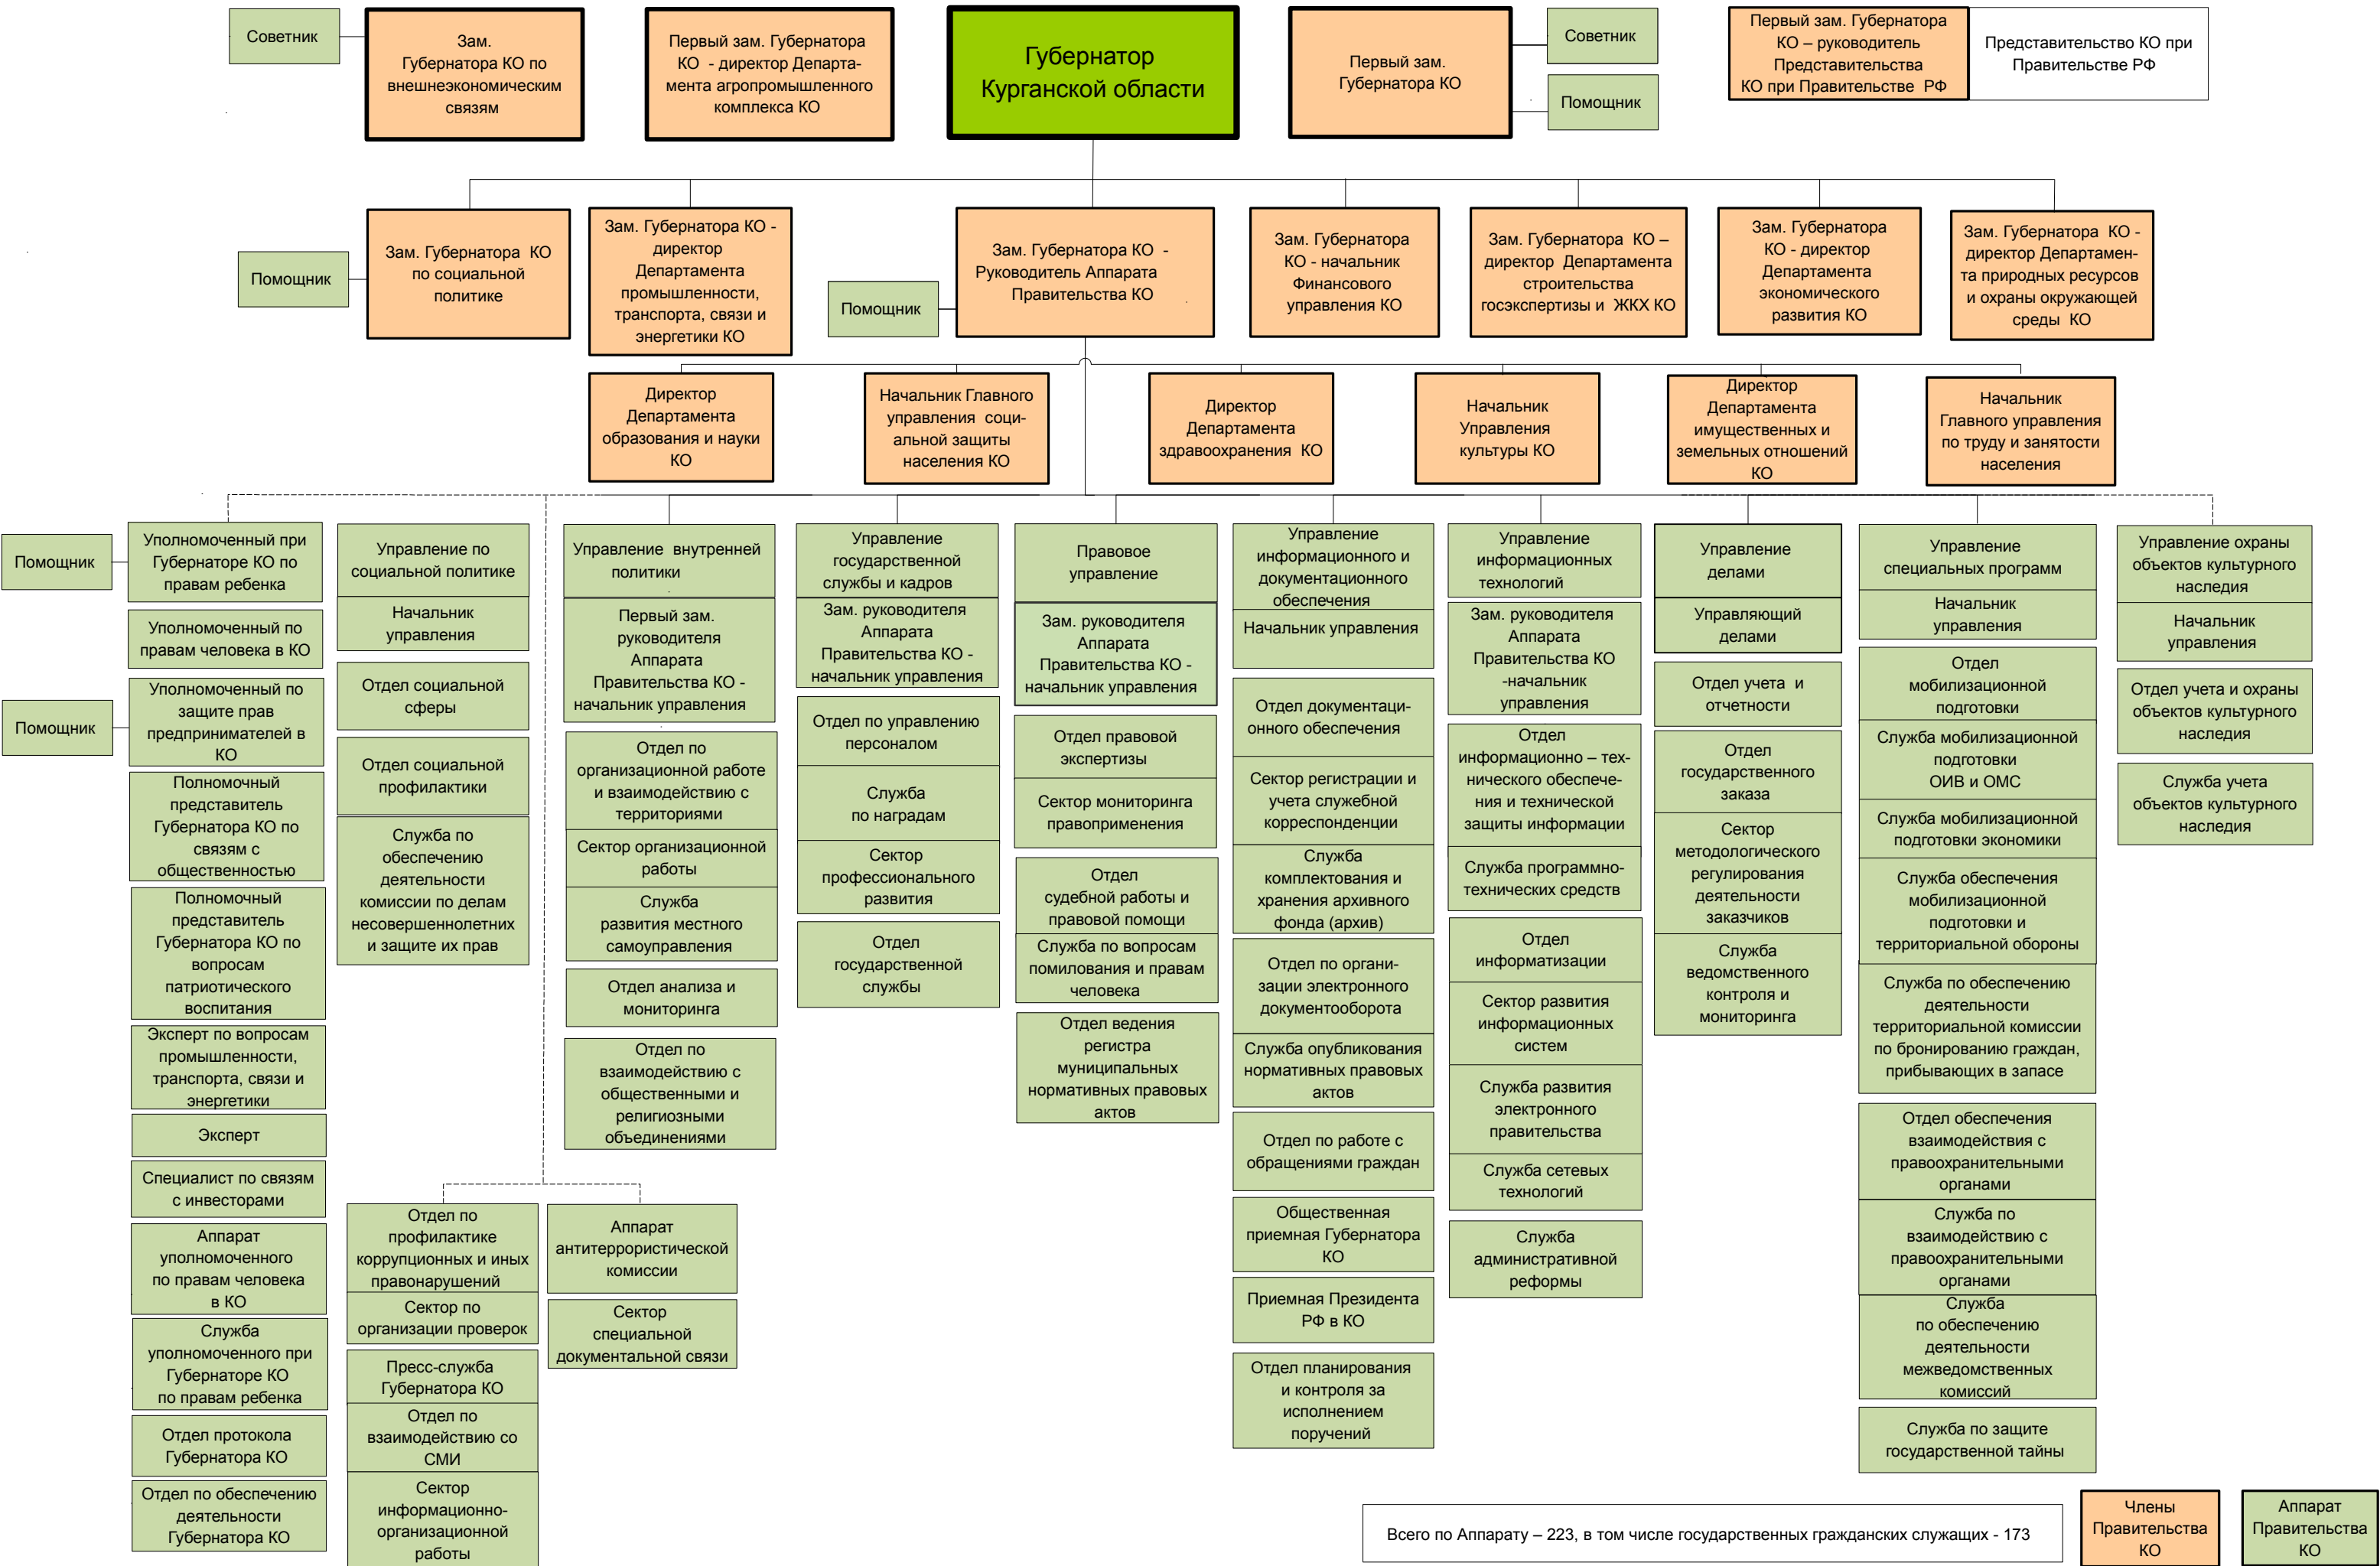 Советник
Зам.
Губернатора КО по
внешнеэкономическим
связям
Первый зам. Губернатора
КО - директор Департа-
мента агропромышленного
комплекса КО
Губернатор
Курганской области
Первый зам.
Губернатора КО
Советник
Помощник
Первый зам. Губернатора
КО – руководитель
Представительства
КО при Правительстве РФ
Представительство КО при
Правительстве РФ
Помощник
Зам. Губернатора КО
по социальной
политике
Зам. Губернатора КО -
директор
Департамента
промышленности,
транспорта, связи и
энергетики КО
Помощник
Зам. Губернатора КО -
Руководитель Аппарата
Правительства КО
Зам. Губернатора
КО - начальник
Финансового
управления КО
Зам. Губернатора КО –
директор Департамента
строительства
госэкспертизы и ЖКХ КО
Зам. Губернатора
КО - директор
Департамента
экономического
развития КО
Зам. Губернатора КО -
директор Департамен-
та природных ресурсов
и охраны окружающей
среды КО
Директор
Департамента
образования и науки
КО
Начальник Главного
управления соци-
альной защиты
населения КО
Директор
Департамента
здравоохранения КО
Начальник
Управления
культуры КО
Директор
Департамента
имущественных и
земельных отношений
КО
Начальник
Главного управления
по труду и занятости
населения
Помощник
Уполномоченный при
Губернаторе КО по
правам ребенка
Уполномоченный по
правам человека в КО
Помощник
Уполномоченный по
защите прав
предпринимателей в
КО
Полномочный
представитель
Губернатора КО по
связям с
общественностью
Полномочный
представитель
Губернатора КО по
вопросам
патриотического
воспитания
Эксперт по вопросам
промышленности,
транспорта, связи и
энергетики
Эксперт
Специалист по связям
с инвесторами
Аппарат
уполномоченного
по правам человека
в КО
Служба
уполномоченного при
Губернаторе КО
по правам ребенка
Отдел протокола
Губернатора КО
Отдел по обеспечению
деятельности
Губернатора КО
Управление по
социальной политике
Начальник
управления
Отдел социальной
сферы
Отдел социальной
профилактики
Служба по
обеспечению
деятельности
комиссии по делам
несовершеннолетних
и защите их прав
Отдел по
профилактике
коррупционных и иных
правонарушений
Сектор по
организации проверок
Пресс-служба
Губернатора КО
Отдел по
взаимодействию со
СМИ
Сектор
информационно-
организационной
работы
Аппарат
антитеррористической
комиссии
Сектор
специальной
документальной связи
Управление внутренней
политики
Первый зам.
руководителя
Аппарата
Правительства КО -
начальник управления
Отдел по
организационной работе
и взаимодействию с
территориями
Сектор организационной
работы
Служба
развития местного
самоуправления
Отдел анализа и
мониторинга
Отдел по
взаимодействию с
общественными и
религиозными
объединениями
Управление
государственной
службы и кадров
Зам. руководителя
Аппарата
Правительства КО -
начальник управления
Отдел по управлению
персоналом
Служба
по наградам
Сектор
профессионального
развития
Отдел
государственной
службы
Правовое
управление
Зам. руководителя
Аппарата
Правительства КО -
начальник управления
Отдел правовой
экспертизы
Сектор мониторинга
правоприменения
Отдел
судебной работы и
правовой помощи
Служба по вопросам
помилования и правам
человека
Отдел ведения
регистра
муниципальных
нормативных правовых
актов
Управление
информационного и
документационного
обеспечения
Начальник управления
Отдел документаци-
онного обеспечения
Сектор регистрации и
учета служебной
корреспонденции
Служба
комплектования и
хранения архивного
фонда (архив)
Отдел по органи-
зации электронного
документооборота
Служба опубликования
нормативных правовых
актов
Отдел по работе с
обращениями граждан
Общественная
приемная Губернатора
КО
Приемная Президента
РФ в КО
Отдел планирования
и контроля за
исполнением
поручений
Управление
информационных
технологий
Зам. руководителя
Аппарата
Правительства КО
-начальник
управления
Отдел
информационно – тех-
нического обеспече-
ния и технической
защиты информации
Служба программно-
технических средств
Отдел
информатизации
Сектор развития
информационных
систем
Служба развития
электронного
правительства
Служба сетевых
технологий
Служба
административной
реформы
Управление
делами
Управляющий
делами
Отдел учета и
отчетности
Отдел
государственного
заказа
Сектор
методологического
регулирования
деятельности
заказчиков
Служба
ведомственного
контроля и
мониторинга
Управление
специальных программ
Начальник
управления
Отдел
мобилизационной
подготовки
Служба мобилизационной
подготовки
ОИВ и ОМС
Служба мобилизационной
подготовки экономики
Служба обеспечения
мобилизационной
подготовки и
территориальной обороны
Служба по обеспечению
деятельности
территориальной комиссии
по бронированию граждан,
прибывающих в запасе
Отдел обеспечения
взаимодействия с
правоохранительными
органами
Служба по
взаимодействию с
правоохранительными
органами
Служба
по обеспечению
деятельности
межведомственных
комиссий
Служба по защите
государственной тайны
Управление охраны
объектов культурного
наследия
Начальник
управления
Отдел учета и охраны
объектов культурного
наследия
Служба учета
объектов культурного
наследия
Всего по Аппарату – 223, в том числе государственных гражданских служащих - 173
Члены
Правительства
КО
Аппарат
Правительства
КО